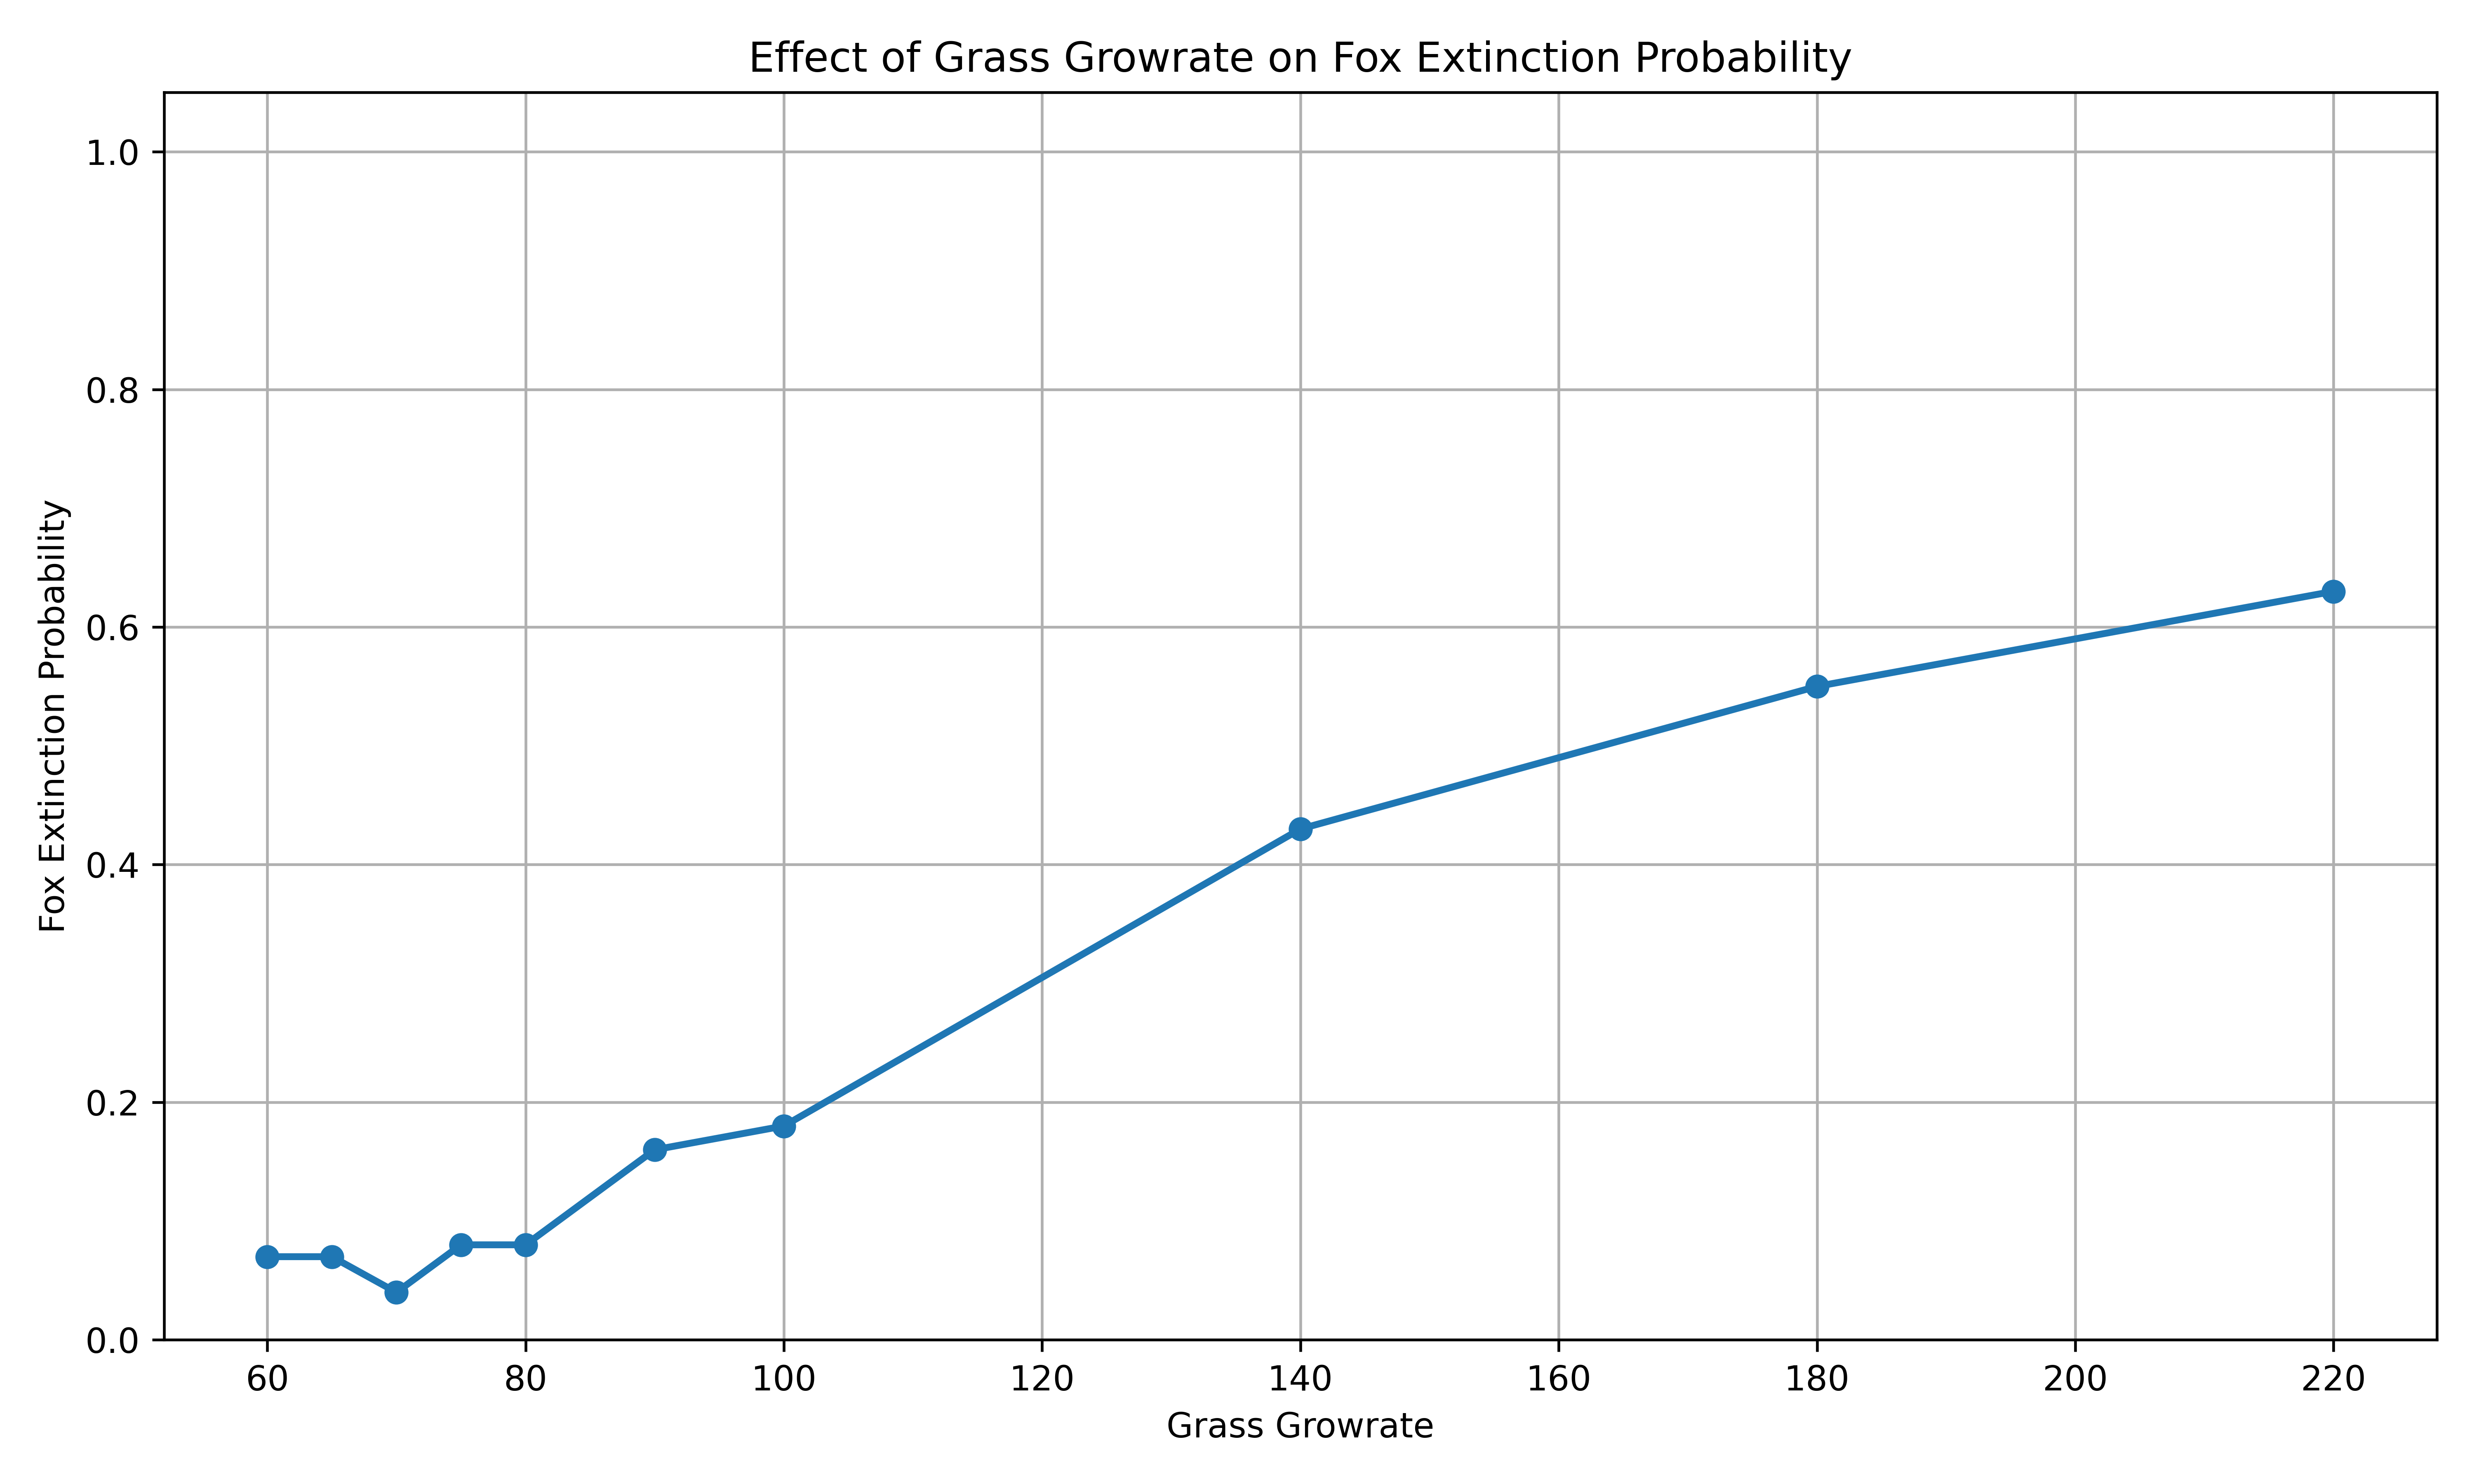 Effect of Grass Growrate on Fox Extinction Probability
1.0
0.8
0.6
0.4
0.2
0.0
Fox Extinction Probability
60 80 100 120 140 160 180 200 220
Grass Growrate